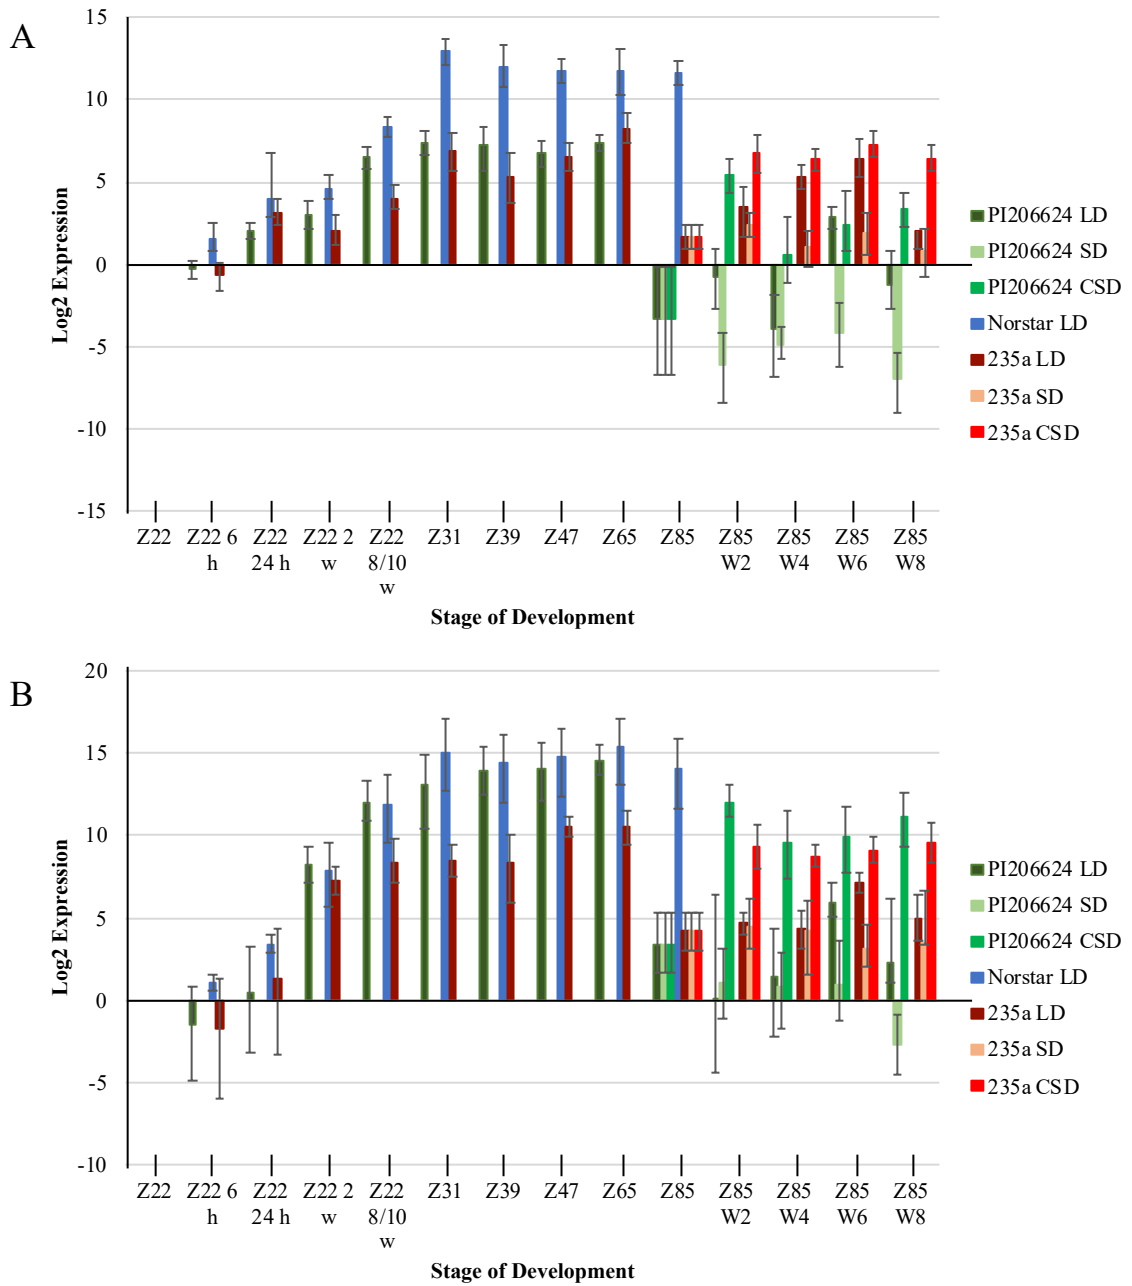 A
15
10
5
0
-5
-10
-15
Log2 Expression
Z22 Z22 6 Z22 Z22 2 Z22 Z31 Z39 Z47 Z65 Z85 Z85 Z85 Z85 Z85
h 24 h w 8/10 W2 W4 W6 W8
w
Stage of Development
PI206624 LD
PI206624 SD
PI206624 CSD
Norstar LD
235a LD
235a SD
235a CSD
B
20
15
10
5
0
-5
-10
Log2 Expression
Z22 Z22 6 Z22 Z22 2 Z22 Z31 Z39 Z47 Z65 Z85 Z85 Z85 Z85 Z85
h 24 h w 8/10 W2 W4 W6 W8
w
Stage of Development
PI206624 LD
PI206624 SD
PI206624 CSD
Norstar LD
235a LD
235a SD
235a CSD